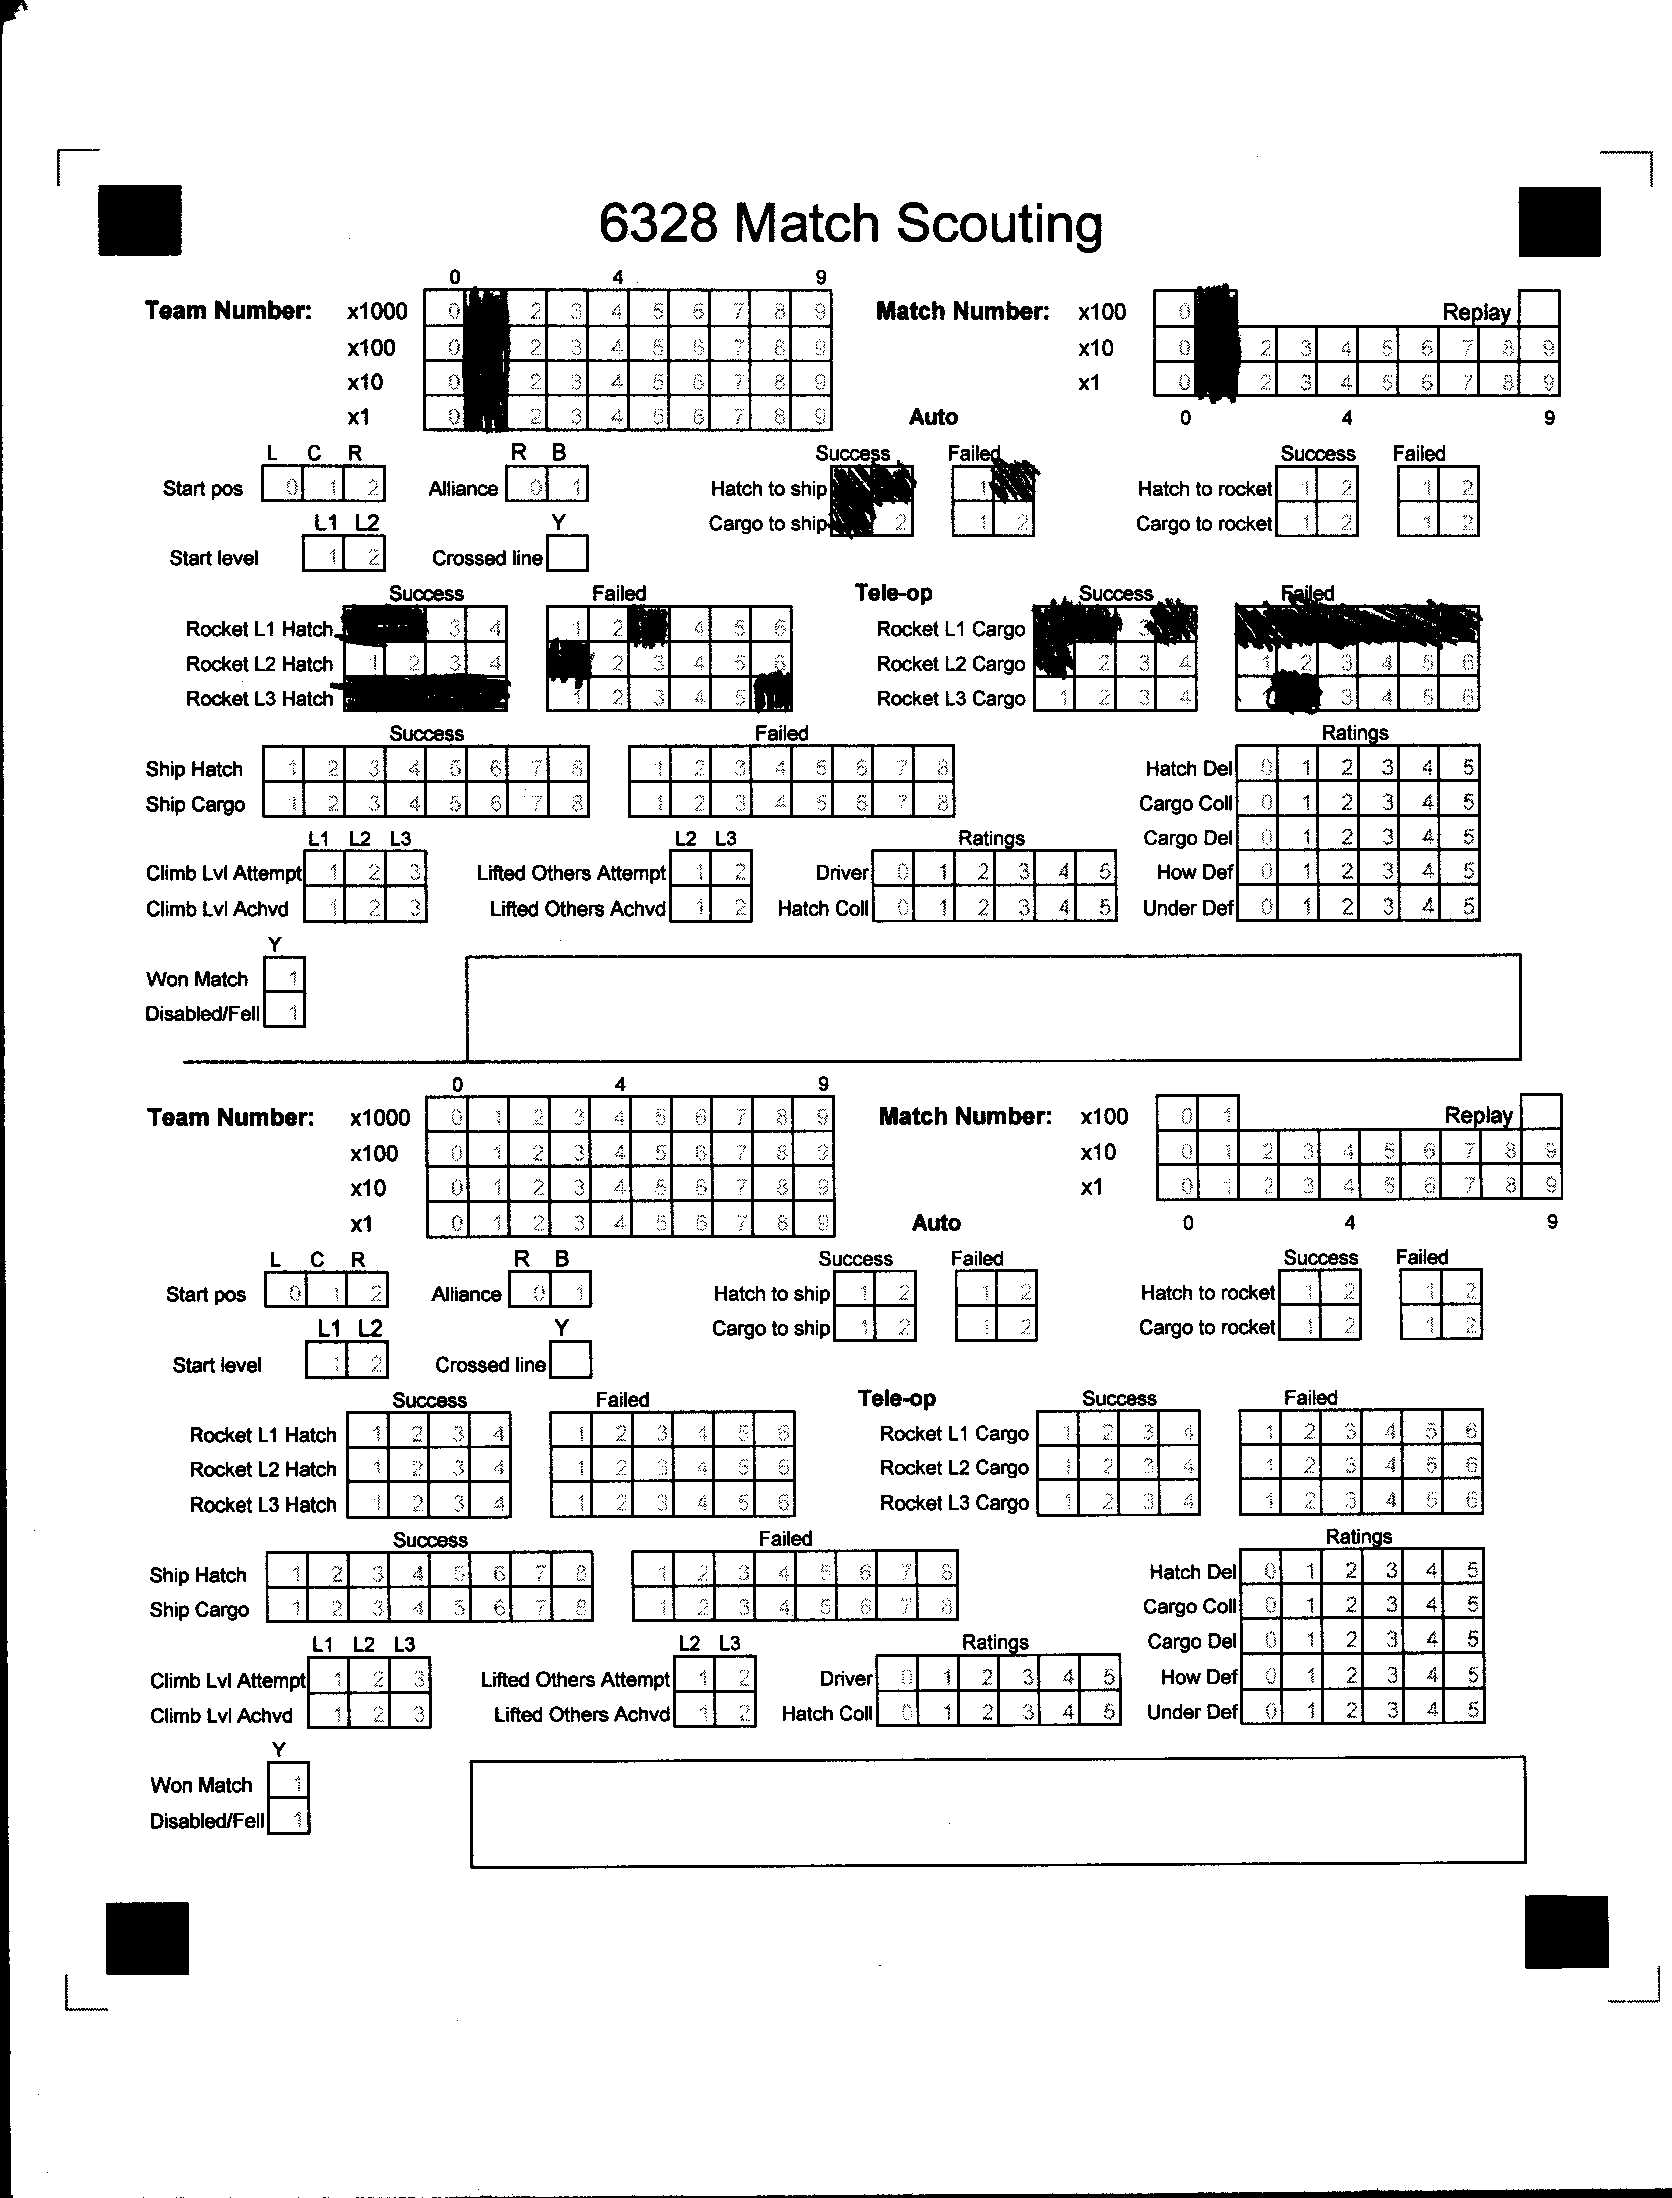 6328 Match Scouting
0 4 9
Team Number: x1000 0 2 3 4 5 6 7 8 9 Match Number: x100 0 Replay
x100 0 2 3 4 5 6 7 8 9 x10 0 2 3 4 5 6 7 8 9
x10 0 2 3 4 5 6 7 8 9 x1 0 2 3 4 5 6 7 8 9
x1 0 2 3 4 5 6 7 8 9 Auto 0 4 9
L C R R B Success Failed Success Failed
Start pos 0 1 2 Alliance 0 1 Hatch to ship 1 Hatch to rocket 1 2 1 2
L1 L2 Y Cargo to ship 2 1 2 Cargo to rocket 1 2 1 2
Start level 1 2 Crossed line
Success Failed Tele-op Success Failed
Rocket L1 Hatch 3 4 1 2 4 5 6 Rocket L1 Cargo 3
Rocket L2 Hatch 1 2 3 4 2 3 4 5 6 Rocket L2 Cargo 2 3 4 1 2 3 4 5 6
Rocket L3 Hatch 1 2 3 4 5 Rocket L3 Cargo 1 2 3 4 3 4 5 6
Success Failed Ratings
Ship Hatch 1 2 3 4 5 6 7 8 1 2 3 4 5 6 7 8 Hatch Del 0 1 2 3 4 5
Ship Cargo 1 2 3 4 5 6 7 8 1 2 3 4 5 6 7 8 Cargo Coll 0 1 2 3 4 5
L1 L2 L3 L2 L3 Ratings Cargo Del 0 1 2 3 4 5
Climb Lvl Attempt 1 2 3 Lifted Others Attempt 1 2 Driver 0 1 2 3 4 5 How Def 0 1 2 3 4 5
Climb Lvl Achvd 1 2 3 Lifted Others Achvd 1 2 Hatch Coll 0 1 2 3 4 5 Under Def 0 1 2 3 4 5
Y
Won Match 1
Disabled/Fell 1
0 4 9
Team Number: x1000 0 1 2 3 4 5 6 7 8 9 Match Number: x100 0 1 Replay
x100 0 1 2 3 4 5 6 7 8 9 x10 0 1 2 3 4 5 6 7 8 9
x10 0 1 2 3 4 5 6 7 8 9 x1 0 1 2 3 4 5 6 7 8 9
x1 0 1 2 3 4 5 6 7 8 9 Auto 0 4 9
L C R R B Success Failed Success Failed
Start pos 0 1 2 Alliance 0 1 Hatch to ship 1 2 1 2 Hatch to rocket 1 2 1 2
L1 L2 Y Cargo to ship 1 2 1 2 Cargo to rocket 1 2 1 2
Start level 1 2 Crossed line
Success Failed Tele-op Success Failed
Rocket L1 Hatch 1 2 3 4 1 2 3 4 5 6 Rocket L1 Cargo 1 2 3 4 1 2 3 4 5 6
Rocket L2 Hatch 1 2 3 4 1 2 3 4 5 6 Rocket L2 Cargo 1 2 3 4 1 2 3 4 5 6
Rocket L3 Hatch 1 2 3 4 1 2 3 4 5 6 Rocket L3 Cargo 1 2 3 4 1 2 3 4 5 6
Success Failed Ratings
Ship Hatch 1 2 3 4 5 6 7 8 1 2 3 4 5 6 7 8 Hatch Del 0 1 2 3 4 5
Ship Cargo 1 2 3 4 5 6 7 8 1 2 3 4 5 6 7 8 Cargo Coll 0 1 2 3 4 5
L1 L2 L3 L2 L3 Ratings Cargo Del 0 1 2 3 4 5
Climb Lvl Attempt 1 2 3 Lifted Others Attempt 1 2 Driver 0 1 2 3 4 5 How Def 0 1 2 3 4 5
Climb Lvl Achvd 1 2 3 Lifted Others Achvd 1 2 Hatch Coll 0 1 2 3 4 5 Under Def 0 1 2 3 4 5
Y
Won Match 1
Disabled/Fell 1